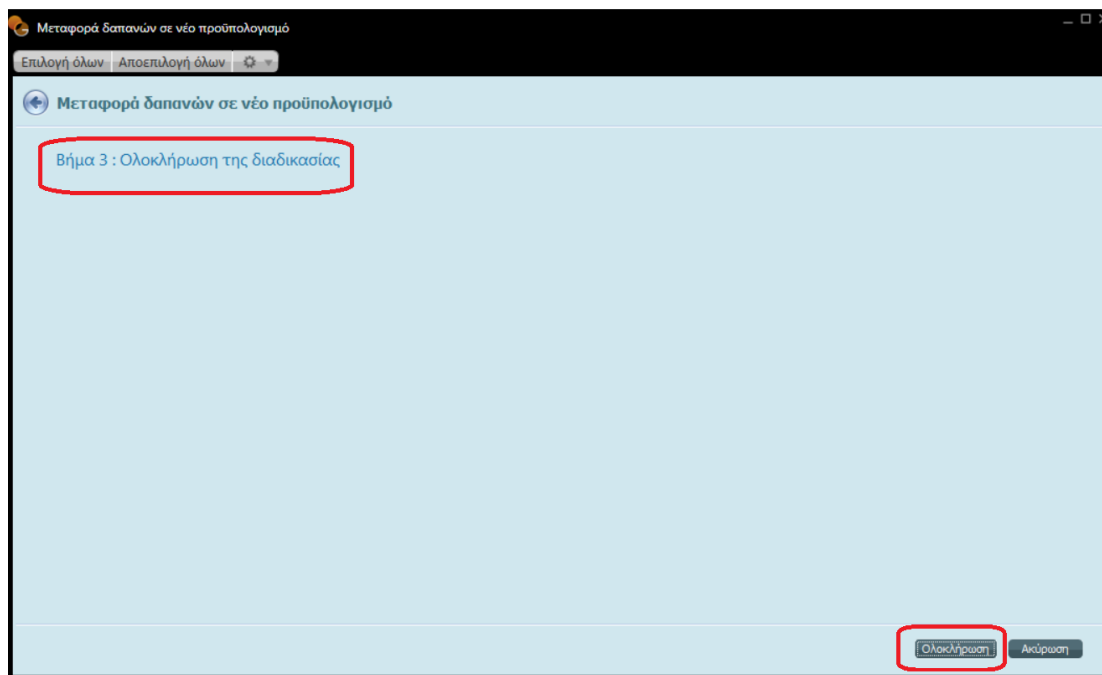 Μεταφορά δαπανών σε νέο προϋπολογισμό
Επιλογή όλων Αποεπιλογή όλων
Μεταφορά δαπανών σε νέο προϋπολογισμό
Βήμα 3 : Ολοκλήρωση της διαδικασίας
Ολοκλήρωση Ακύρωση